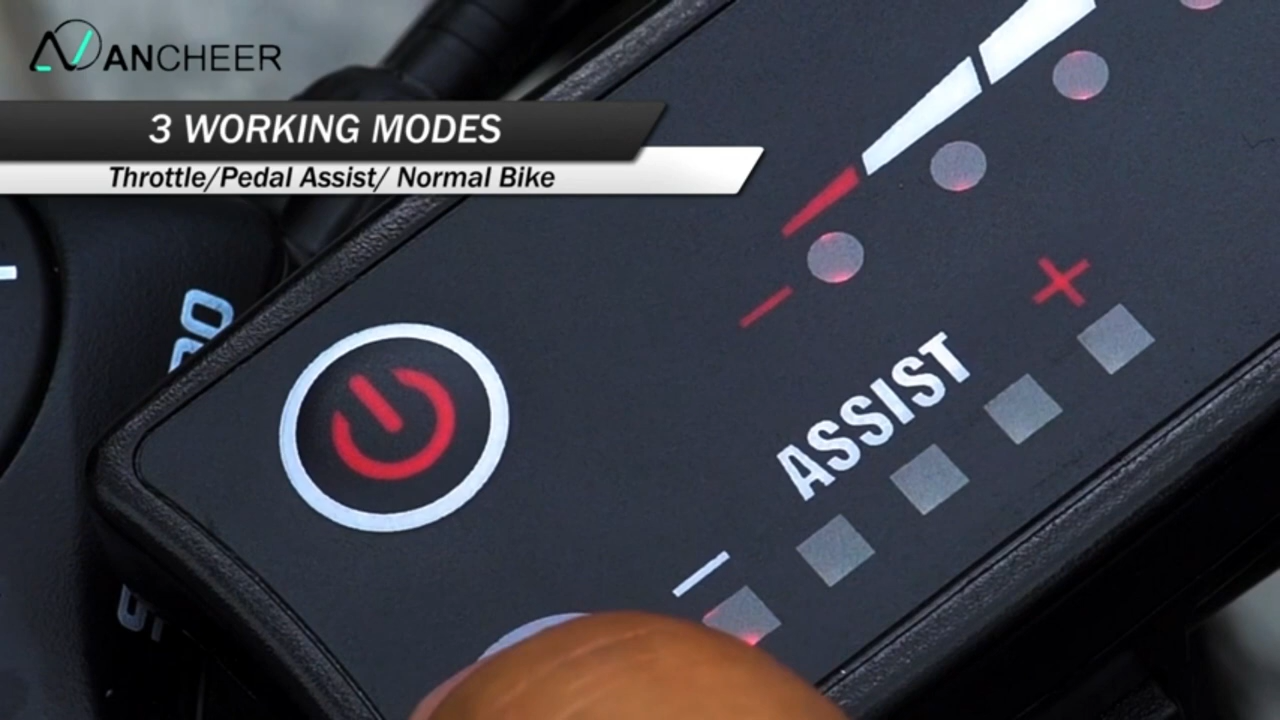 ANCHEER
3 WORKING MODES
Throttle/Pedal Assist/ Normal Bike
ASSIST